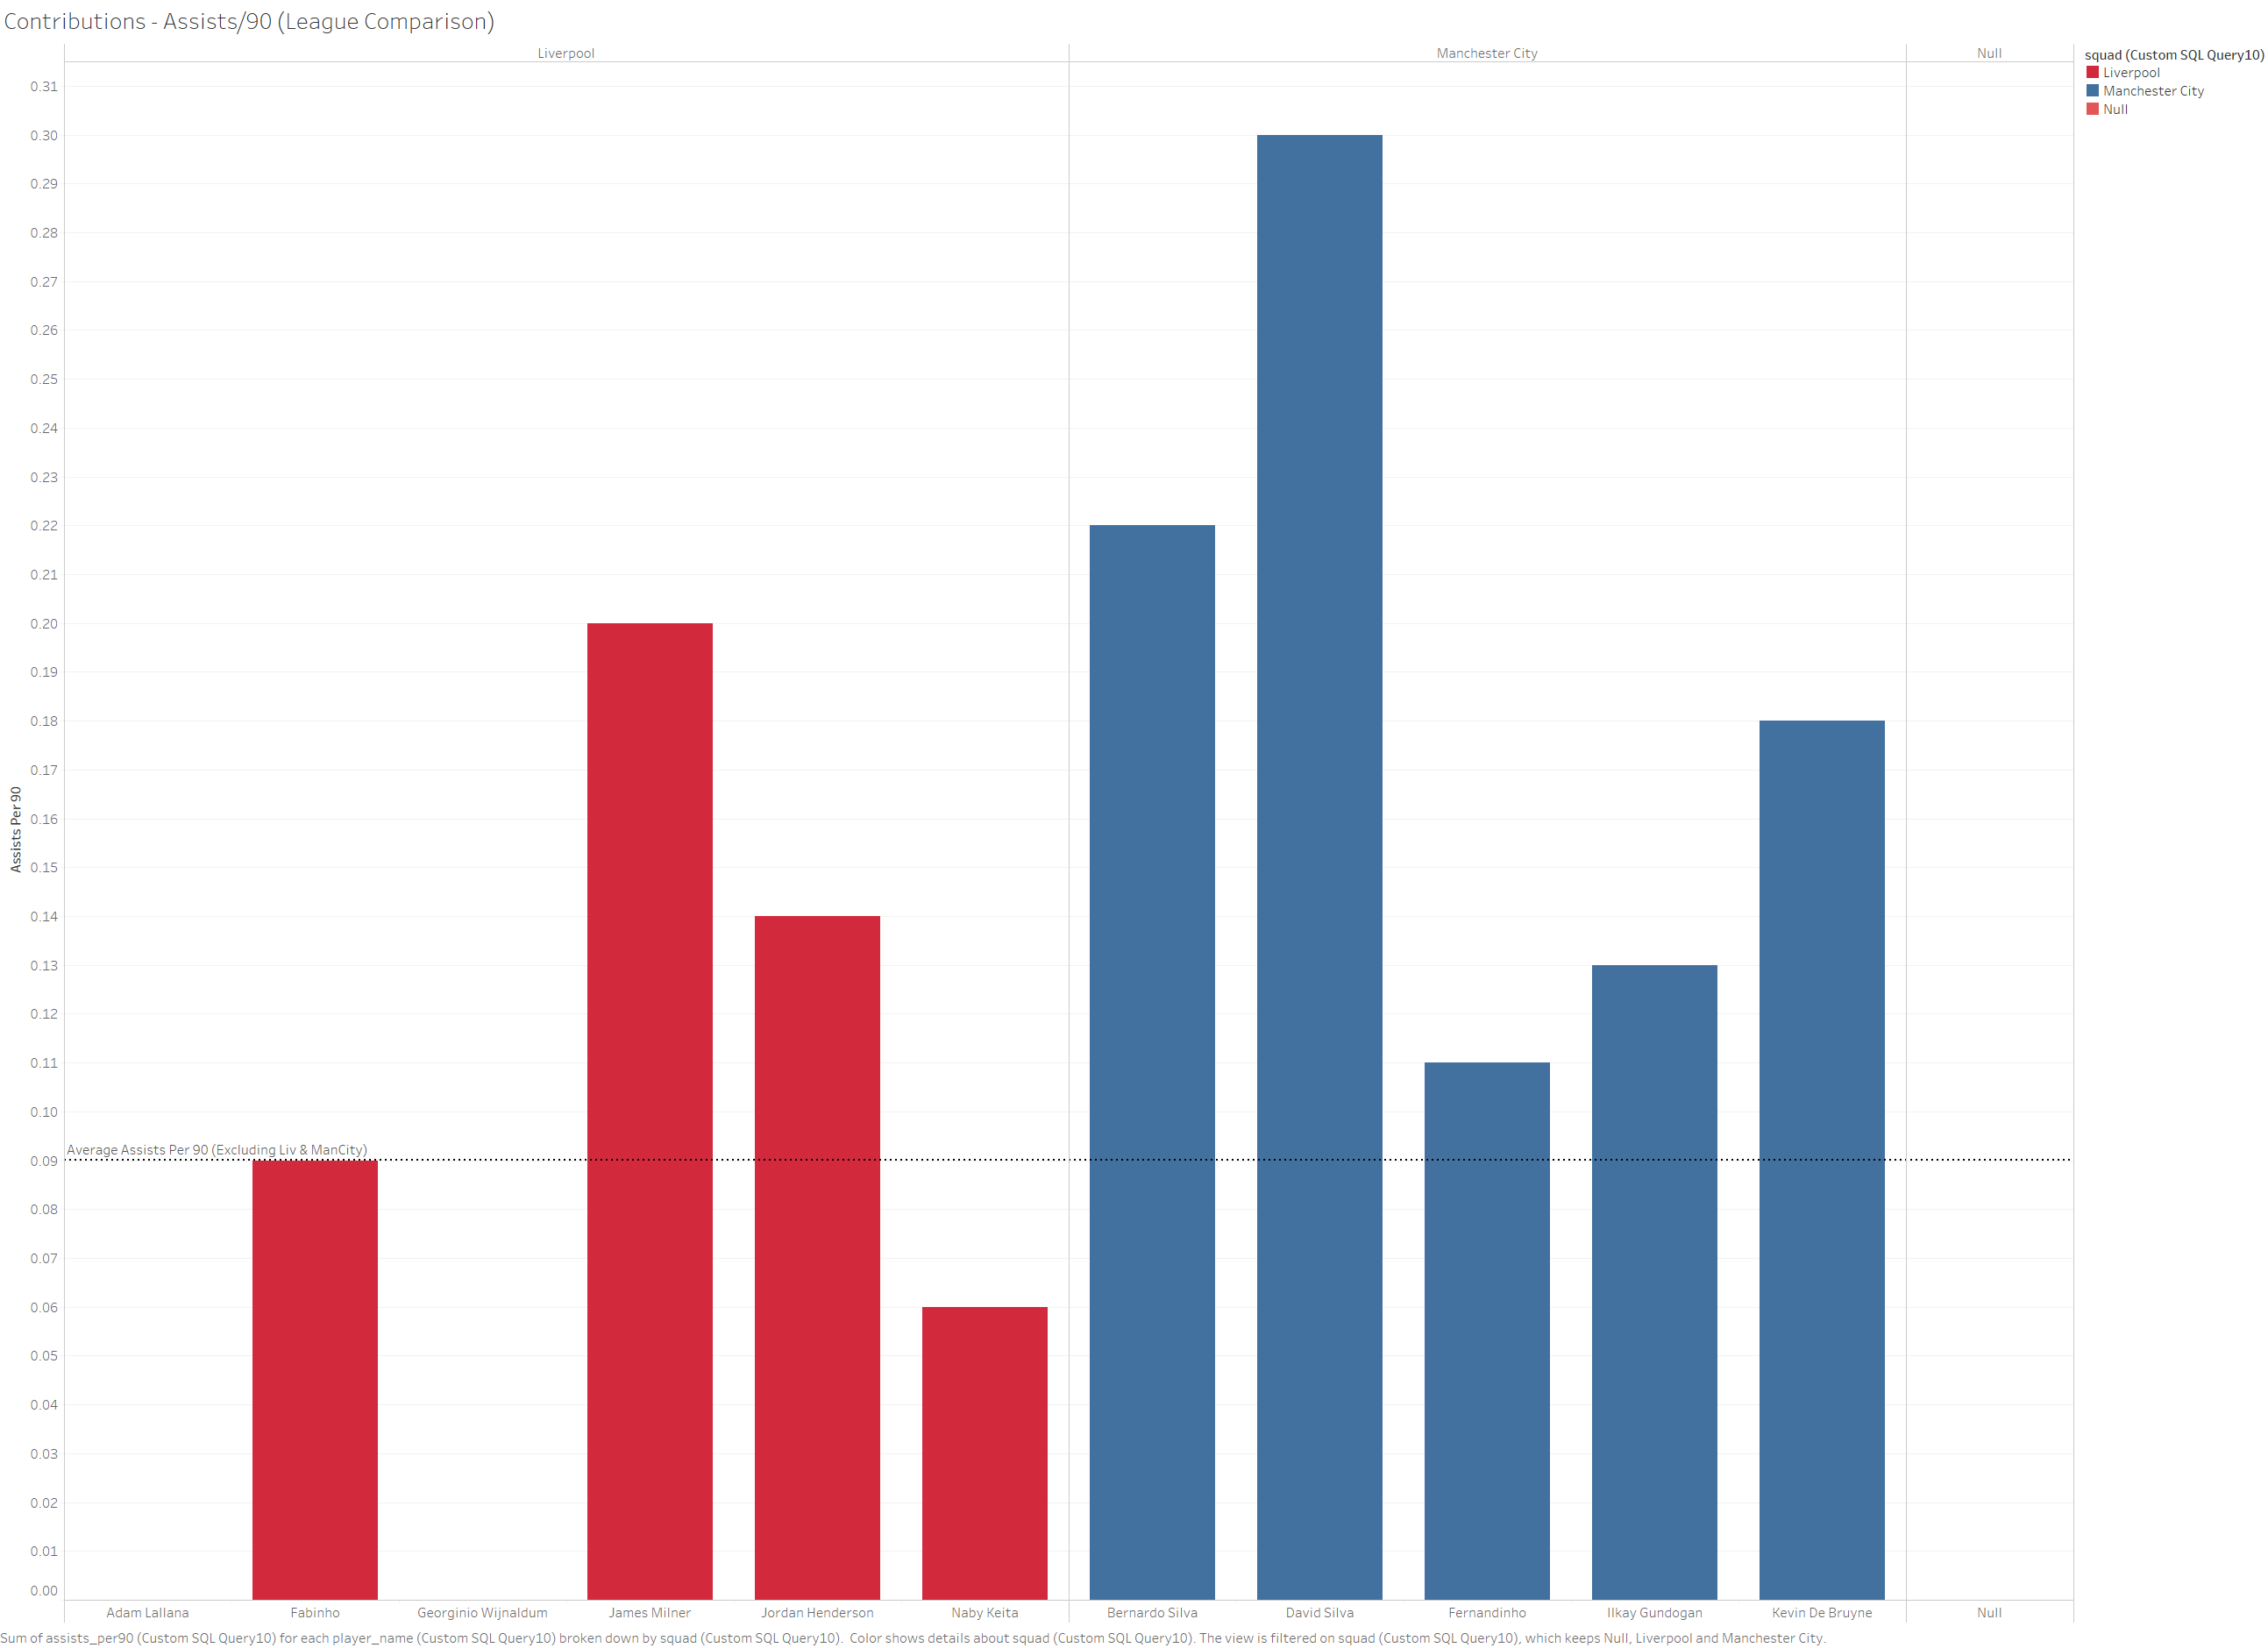 Contributions - Assists/90 (League Comparison)
Liverpool
Manchester City
Null
squad (Custom SQL Query10)
Liverpool
Manchester City
Null
0.31
0.30
0.29
0.28
0.27
0.26
0.25
0.24
0.23
0.22
0.21
0.20
0.19
0.18
0.17
0.16
0.15
0.14
0.13
0.12
0.11
0.10
0.09
0.08
0.07
0.06
0.05
0.04
0.03
0.02
0.01
0.00
Assists Per 90
Average Assists Per 90 (Excluding Liv & ManCity)
Adam Lallana
Fabinho
Georginio Wijnaldum
James Milner
Jordan Henderson
Naby Keita
Bernardo Silva
David Silva
Fernandinho
Ilkay Gundogan
Kevin De Bruyne
Null
Sum of assists_per90 (Custom SQL Query10) for each player_name (Custom SQL Query10) broken down by squad (Custom SQL Query10).  Color shows details about squad (Custom SQL Query10). The view is filtered on squad (Custom SQL Query10), which keeps Null, Liverpool and Manchester City.